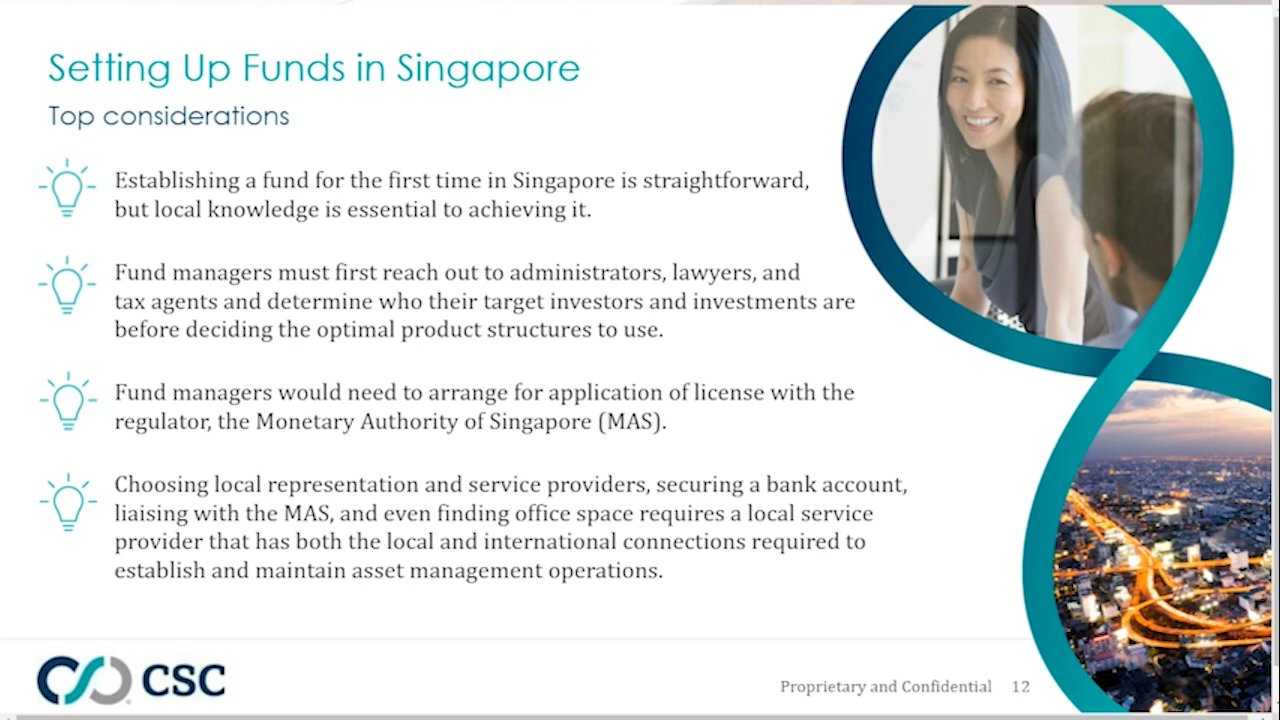 Setting Up Funds in Singapore
Top considerations
Establishing a fund for the first time in Singapore is straightforward,
but local knowledge is essential to achieving it.
Fund managers must first reach out to administrators, lawyers, and
tax agents and determine who their target investors and investments are
before deciding the optimal product structures to use.
Fund managers would need to arrange for application of license with the
regulator, the Monetary Authority of Singapore (MAS).
Choosing local representation and service providers, securing a bank account,
liaising with the MAS, and even finding office space requires a local service
provider that has both the local and international connections required to
establish and maintain asset management operations.
CSC
Proprietary and Confidential 12